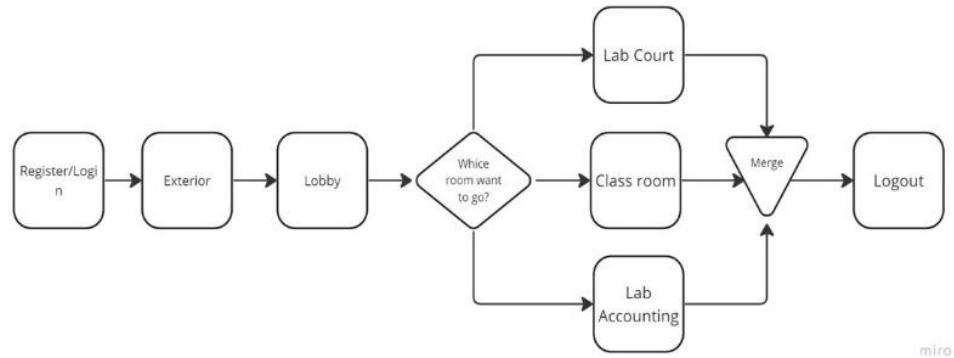 Register/Logi
n
Exterior
Lobby
Whice
room want
to go?
Lab Court
Class room
Lab
Accounting
Merge
Logout
miro